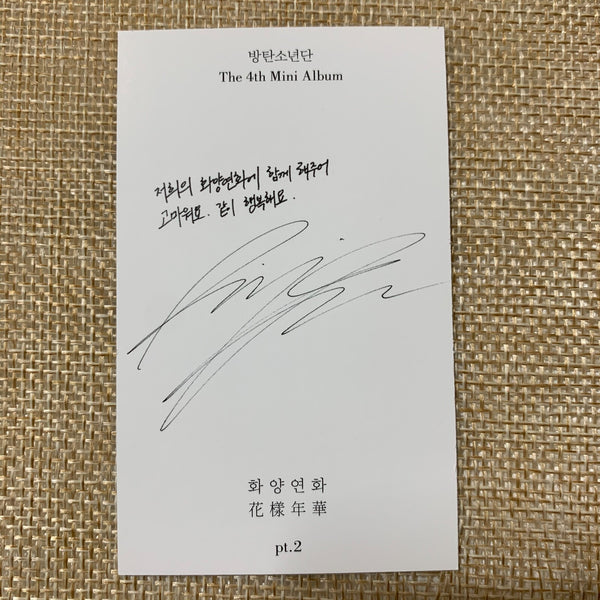 방탄소년단
The 4th Mini Album
저희의 화양연화에 함께 해주어
고마워요. 같이 행복해요.
화양연화
花樣年華
pt.2